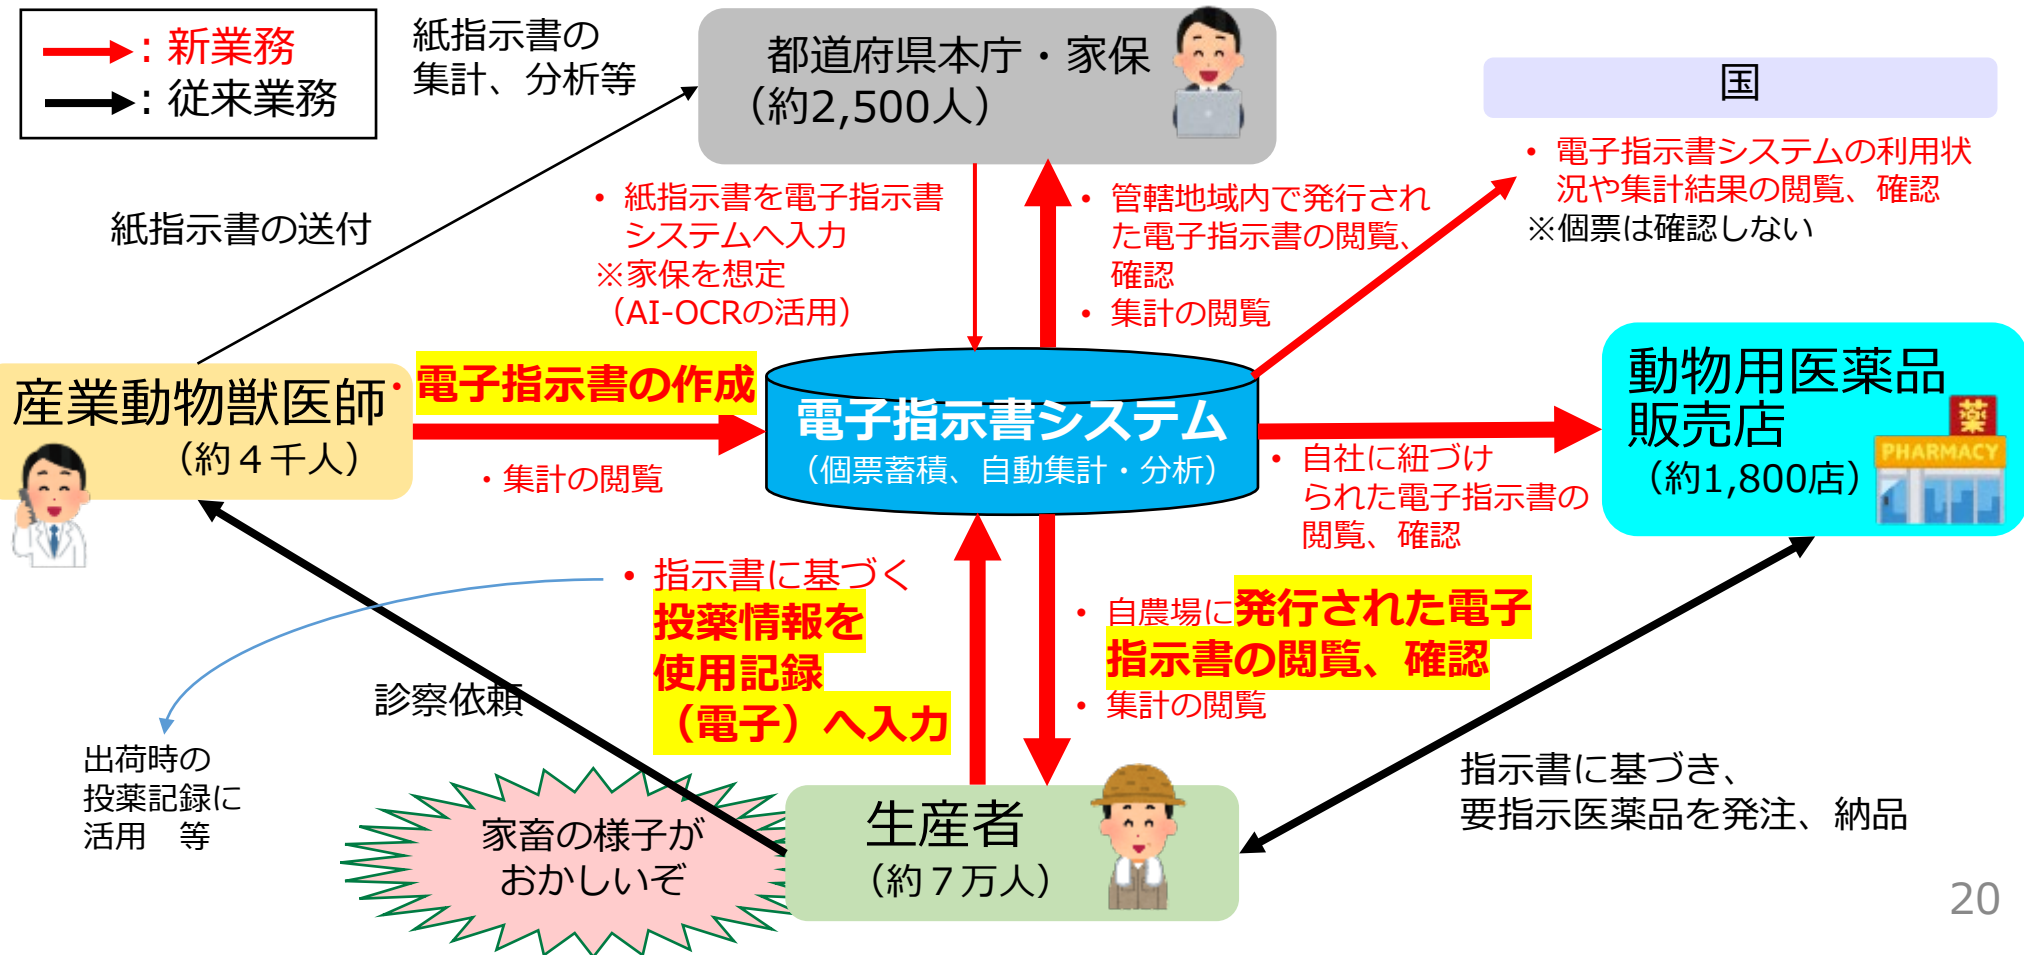 ：新業務
：従来業務
紙指示書の
集計、分析等
都道府県本庁・家保
（約2,500人）
国
• 電子指示書システムの利用状
況や集計結果の閲覧、確認
※個票は確認しない
紙指示書の送付
• 紙指示書を電子指示書
システムへ入力
※家保を想定
（AI-OCRの活用）
• 管轄地域内で発行され
た電子指示書の閲覧、
確認
• 集計の閲覧
産業動物獣医師
（約４千人）
・電子指示書の作成
・集計の閲覧
電子指示書システム
（個票蓄積、自動集計・分析）
• 自社に紐づけ
られた電子指示書の
閲覧、確認
動物用医薬品
販売店
（約1,800店）
薬
PHARMACY
• 指示書に基づく
投薬情報を
使用記録
（電子）へ入力
• 自農場に発行された電子
指示書の閲覧、確認
• 集計の閲覧
診察依頼
出荷時の
投薬記録に
活用　等
家畜の様子が
おかしいぞ
生産者
（約７万人）
指示書に基づき、
要指示医薬品を発注、納品
20